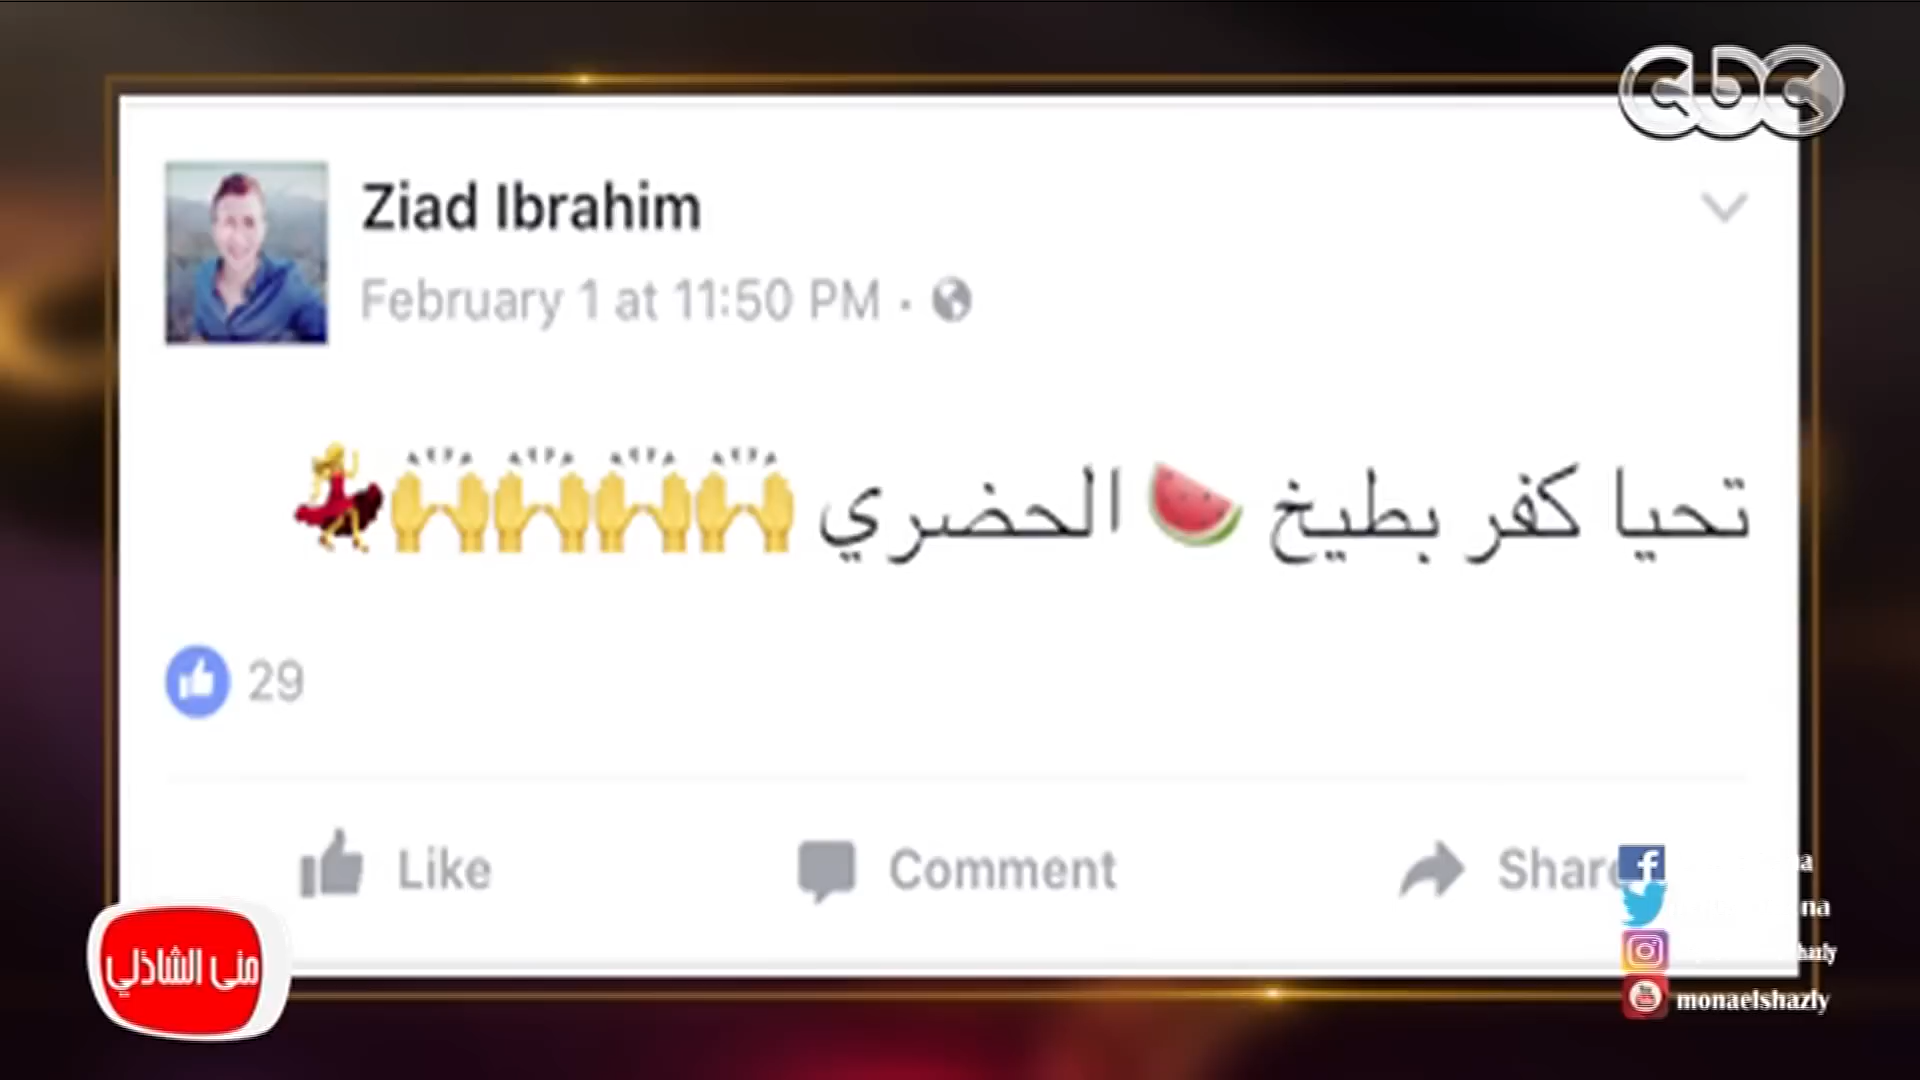 CBC
Ziad Ibrahim
February 1 at 11:50 PM ·
تحيا كفر بطيخ 🍉 الحضري 🙌🙌🙌🙌💃
29
Like Comment Share
منى الشاذلي
monaelshazly